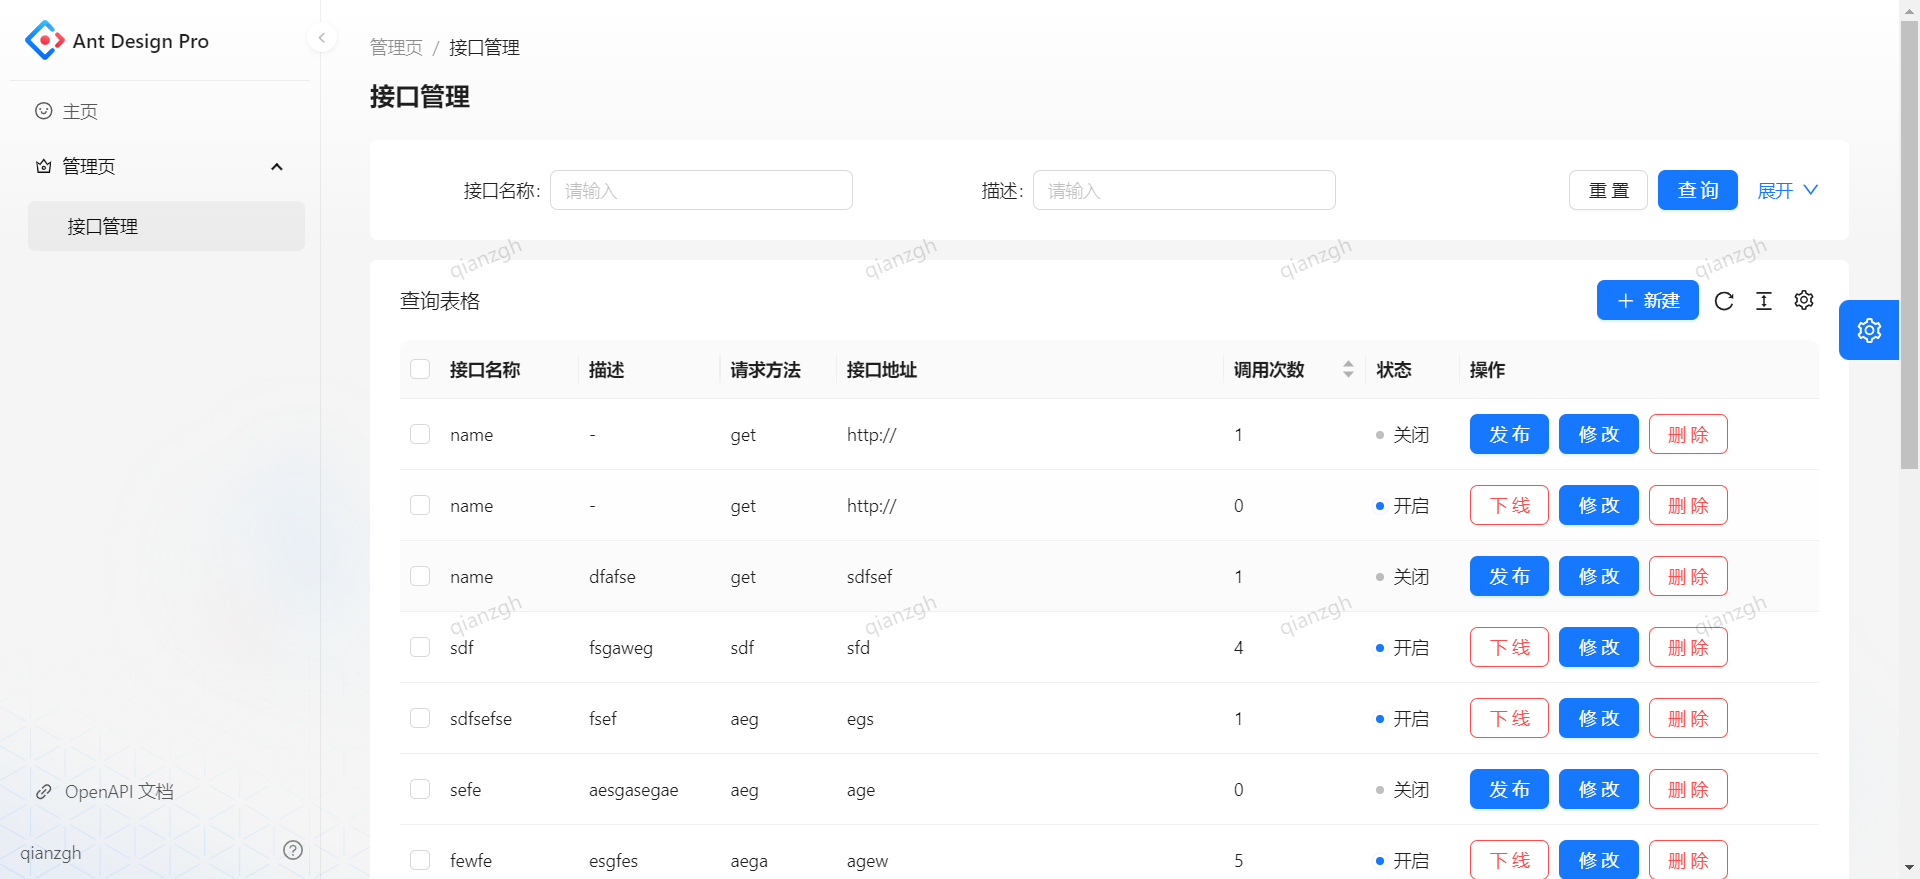 Ant Design Pro
主页
管理页
接口管理
OpenAPI 文档
qianzgh
管理页 / 接口管理
接口管理
接口名称: 请输入 描述: 请输入 重 置 查 询 展开
qianzgh qianzgh qianzgh qianzgh
查询表格 新建
接口名称 描述 请求方法 接口地址 调用次数 状态 操作
name - get http:// 1 关闭 发 布 修 改 删 除
name - get http:// 0 开启 下 线 修 改 删 除
name dfafse get sdfsef 1 关闭 发 布 修 改 删 除
qianzgh qianzgh qianzgh qianzgh
sdf fsgaweg sdf sfd 4 开启 下 线 修 改 删 除
sdfsefse fsef aeg egs 1 开启 下 线 修 改 删 除
sefe aesgasegae aeg age 0 关闭 发 布 修 改 删 除
fewfe esgfes aega agew 5 开启 下 线 修 改 删 除